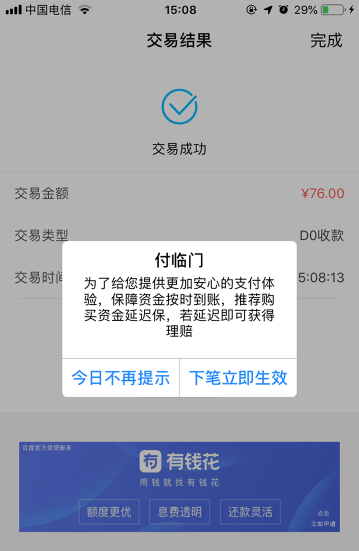 中国电信 15:08 29%
交易结果 完成
交易成功
交易金额 ¥76.00
交易类型 D0收款
交易时间 5:08:13
付临门
为了给您提供更加安心的支付体
验，保障资金按时到账，推荐购
买资金延迟保，若延迟即可获得
理赔
今日不再提示 下笔立即生效
百度官方信贷服务
有 有钱花
用钱就找有钱花
额度更优 息费透明 还款灵活
点击
立即申请